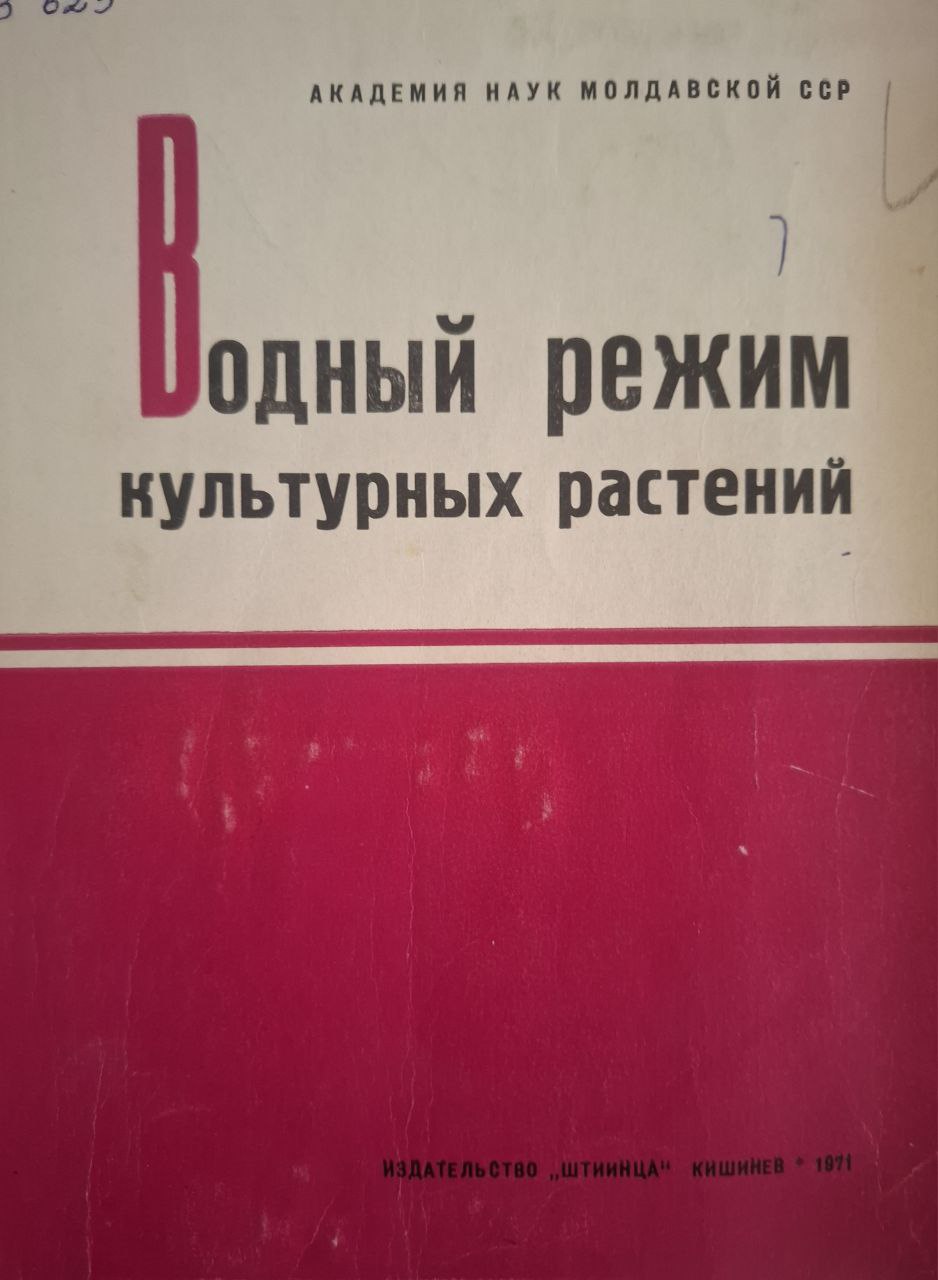 АКАДЕМИЯ НАУК МОЛДАВСКОЙ ССР
Водный режим
культурных растений
ИЗДАТЕЛЬСТВО „ШТИИНЦА" КИШИНЕВ * 1971